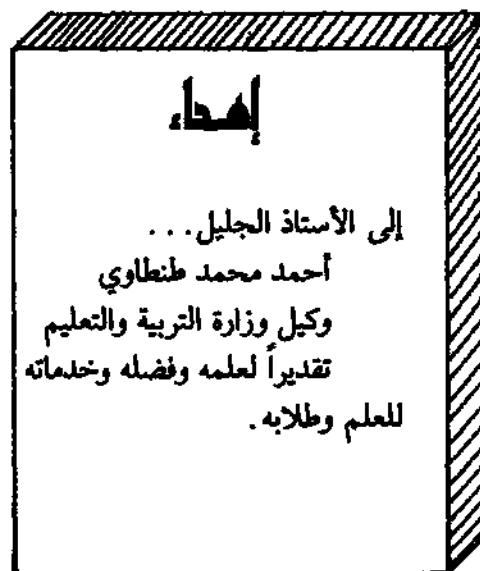 إهداء
إلى الأستاذ الجليل...
أحمد محمد طنطاوي
وكيل وزارة التربية والتعليم
تقديراً لعلمه وفضله وخدماته
للعلم وطلابه.